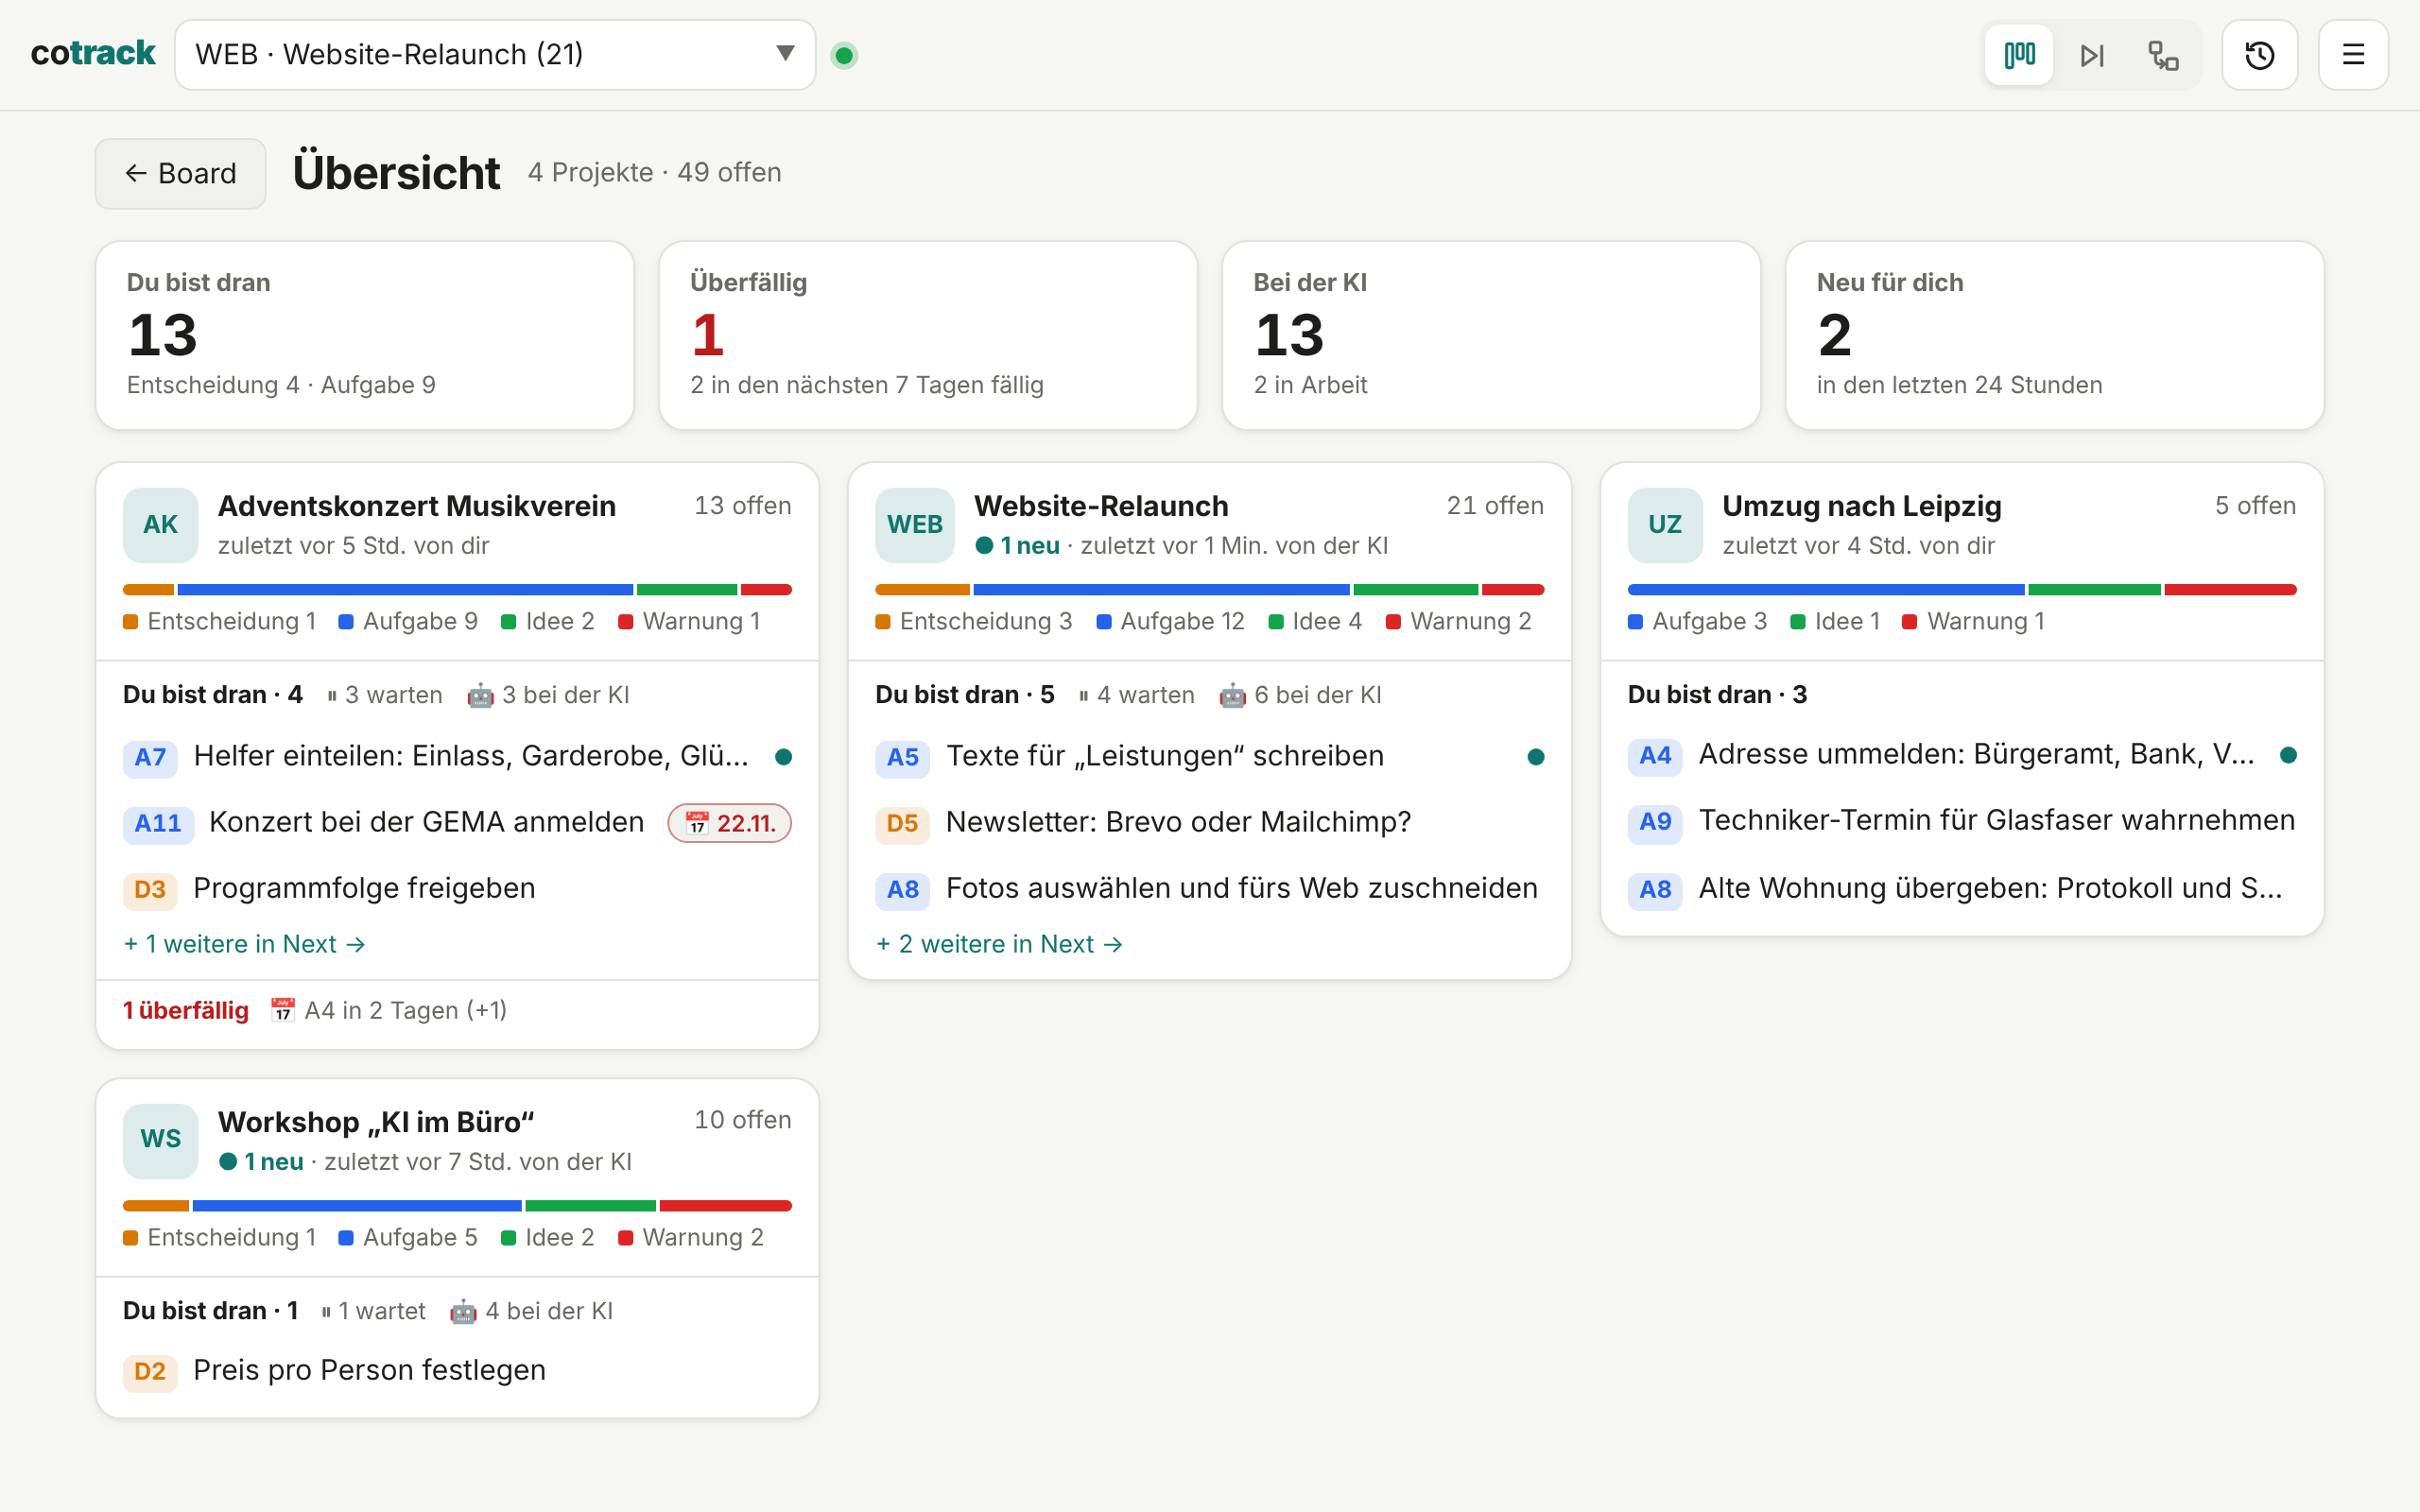 cotrack
WEB · Website-Relaunch (21) ▼
← Board
Übersicht
4 Projekte · 49 offen
Du bist dran
13
Entscheidung 4 · Aufgabe 9
Überfällig
1
2 in den nächsten 7 Tagen fällig
Bei der KI
13
2 in Arbeit
Neu für dich
2
in den letzten 24 Stunden
AK
Adventskonzert Musikverein
13 offen
zuletzt vor 5 Std. von dir
Entscheidung 1 Aufgabe 9 Idee 2 Warnung 1
Du bist dran · 4 ⏸ 3 warten 🤖 3 bei der KI
A7 Helfer einteilen: Einlass, Garderobe, Glü…
A11 Konzert bei der GEMA anmelden 📅 22.11.
D3 Programmfolge freigeben
+ 1 weitere in Next →
1 überfällig 📅 A4 in 2 Tagen (+1)
WEB
Website-Relaunch
21 offen
1 neu · zuletzt vor 1 Min. von der KI
Entscheidung 3 Aufgabe 12 Idee 4 Warnung 2
Du bist dran · 5 ⏸ 4 warten 🤖 6 bei der KI
A5 Texte für „Leistungen“ schreiben
D5 Newsletter: Brevo oder Mailchimp?
A8 Fotos auswählen und fürs Web zuschneiden
+ 2 weitere in Next →
UZ
Umzug nach Leipzig
5 offen
zuletzt vor 4 Std. von dir
Aufgabe 3 Idee 1 Warnung 1
Du bist dran · 3
A4 Adresse ummelden: Bürgeramt, Bank, V…
A9 Techniker-Termin für Glasfaser wahrnehmen
A8 Alte Wohnung übergeben: Protokoll und S…
WS
Workshop „KI im Büro“
10 offen
1 neu · zuletzt vor 7 Std. von der KI
Entscheidung 1 Aufgabe 5 Idee 2 Warnung 2
Du bist dran · 1 ⏸ 1 wartet 🤖 4 bei der KI
D2 Preis pro Person festlegen